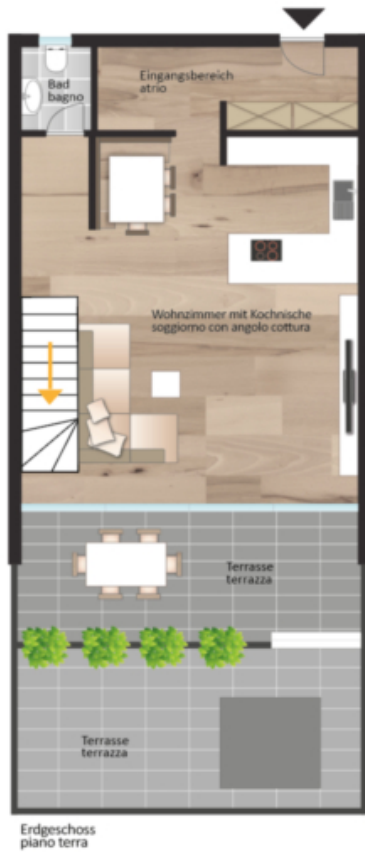 Eingangsbereich
atrio
Bad
bagno
Wohnzimmer mit Kochnische
soggiorno con angolo cottura
Terrasse
terrazza
Terrasse
terrazza
Erdgeschoss
piano terra